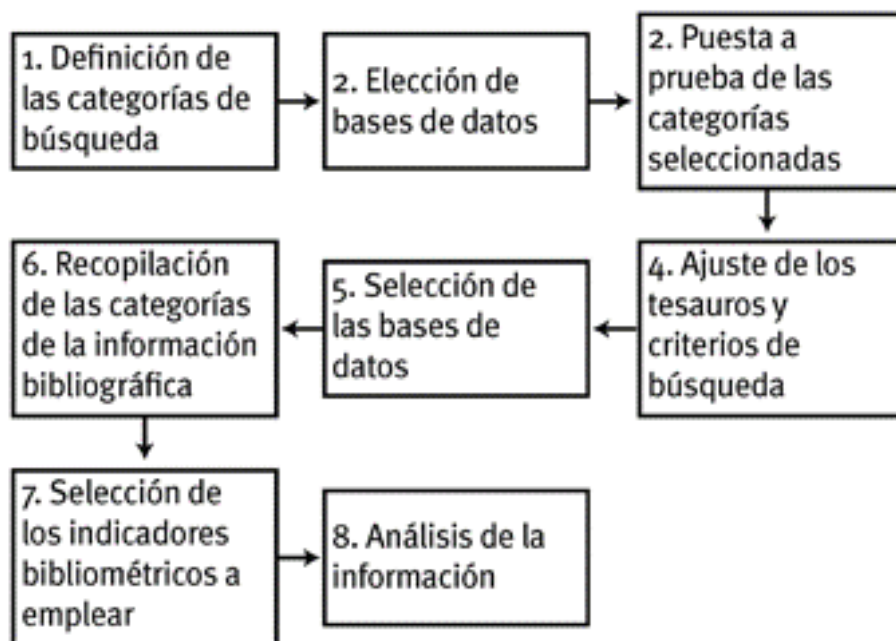 1. Definición de
las categorías de
búsqueda
2. Elección de
bases de datos
2. Puesta a
prueba de las
categorías
seleccionadas
4. Ajuste de los
tesauros y
criterios de
búsqueda
5. Selección de
las bases de
datos
6. Recopilación
de las categorías
de la información
bibliográfica
7. Selección de
los indicadores
bibliométricos a
emplear
8. Análisis de la
información